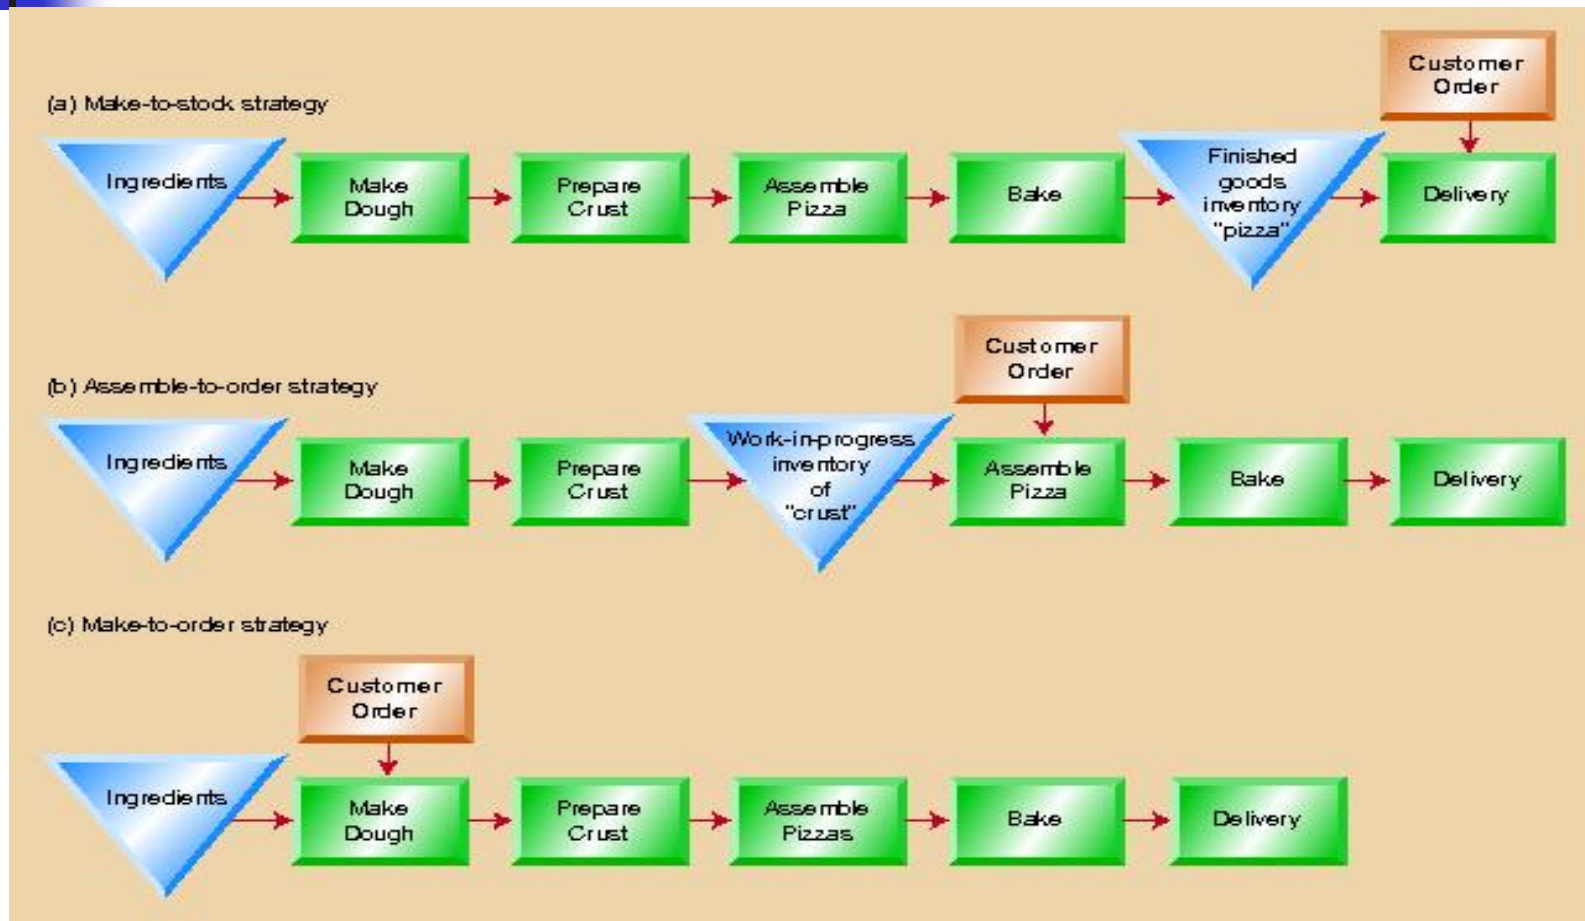 (a) Make-to-stock strategy
Customer
Order
Ingredients
Make
Dough
Prepare
Crust
Assemble
Pizza
Bake
Finished
goods
inventory
"pizza"
Delivery
(b) Assemble-to-order strategy
Customer
Order
Ingredients
Make
Dough
Prepare
Crust
Work-in-progress
inventory
of
"crust"
Assemble
Pizza
Bake
Delivery
(c) Make-to-order strategy
Customer
Order
Ingredients
Make
Dough
Prepare
Crust
Assemble
Pizzas
Bake
Delivery